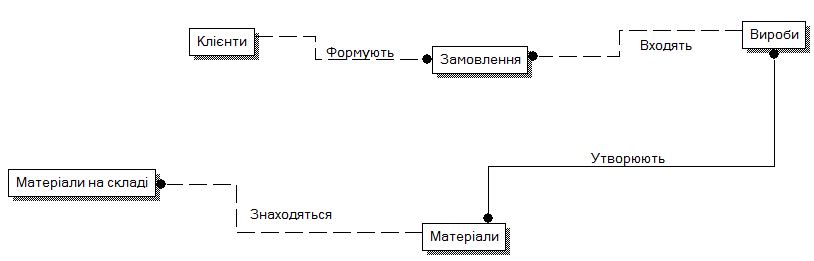 Вироби
Клієнти
Формують
Входять
Замовлення
Утворюють
Матеріали на складі
Знаходяться
Матеріали